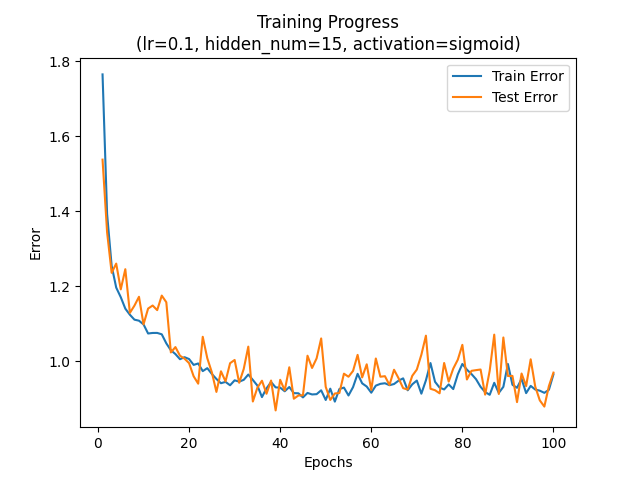 Training Progress
(lr=0.1, hidden_num=15, activation=sigmoid)
Train Error
Test Error
1.8
1.6
1.4
1.2
1.0
Error
0 20 40 60 80 100
Epochs